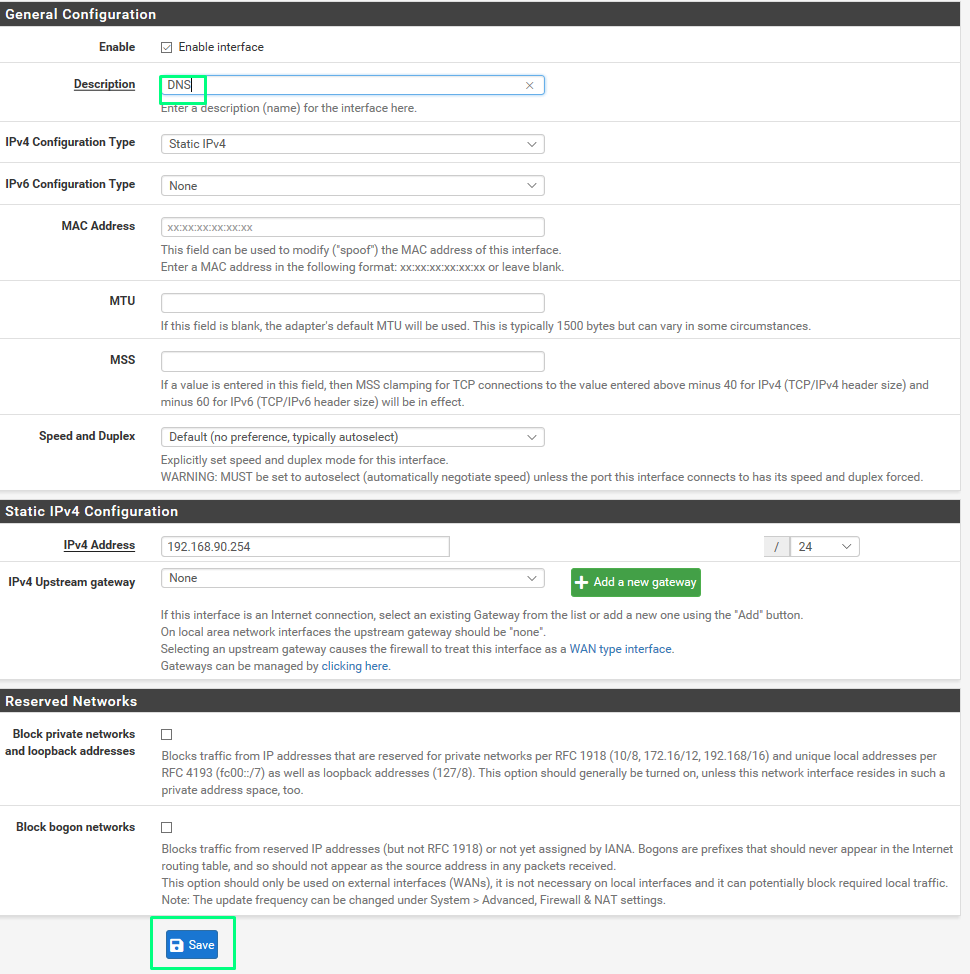 General Configuration
Enable Enable interface
Description DNS
Enter a description (name) for the interface here.
IPv4 Configuration Type Static IPv4
IPv6 Configuration Type None
MAC Address xx:xx:xx:xx:xx:xx
This field can be used to modify ("spoof") the MAC address of this interface.
Enter a MAC address in the following format: xx:xx:xx:xx:xx:xx or leave blank.
MTU
If this field is blank, the adapter's default MTU will be used. This is typically 1500 bytes but can vary in some circumstances.
MSS
If a value is entered in this field, then MSS clamping for TCP connections to the value entered above minus 40 for IPv4 (TCP/IPv4 header size) and
minus 60 for IPv6 (TCP/IPv6 header size) will be in effect.
Speed and Duplex Default (no preference, typically autoselect)
Explicitly set speed and duplex mode for this interface.
WARNING: MUST be set to autoselect (automatically negotiate speed) unless the port this interface connects to has its speed and duplex forced.
Static IPv4 Configuration
IPv4 Address 192.168.90.254 / 24
IPv4 Upstream gateway None Add a new gateway
If this interface is an Internet connection, select an existing Gateway from the list or add a new one using the "Add" button.
On local area network interfaces the upstream gateway should be "none".
Selecting an upstream gateway causes the firewall to treat this interface as a WAN type interface.
Gateways can be managed by clicking here.
Reserved Networks
Block private networks
and loopback addresses
Blocks traffic from IP addresses that are reserved for private networks per RFC 1918 (10/8, 172.16/12, 192.168/16) and unique local addresses per
RFC 4193 (fc00::/7) as well as loopback addresses (127/8). This option should generally be turned on, unless this network interface resides in such a
private address space, too.
Block bogon networks
Blocks traffic from reserved IP addresses (but not RFC 1918) or not yet assigned by IANA. Bogons are prefixes that should never appear in the Internet
routing table, and so should not appear as the source address in any packets received.
This option should only be used on external interfaces (WANs), it is not necessary on local interfaces and it can potentially block required local traffic.
Note: The update frequency can be changed under System > Advanced, Firewall & NAT settings.
Save